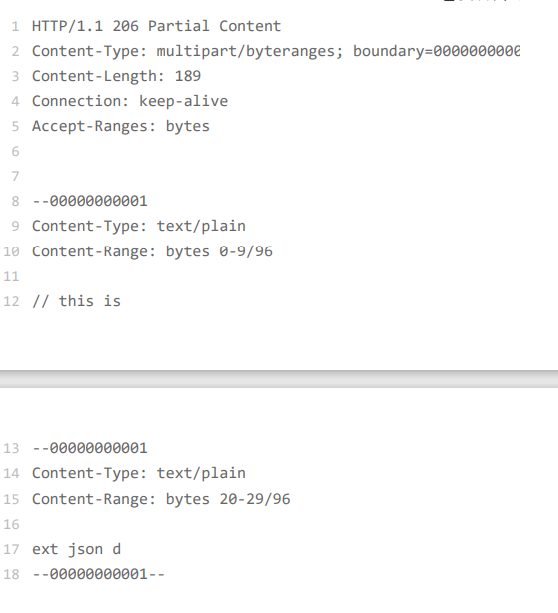 1 HTTP/1.1 206 Partial Content
2 Content-Type: multipart/byteranges; boundary=0000000000
3 Content-Length: 189
4 Connection: keep-alive
5 Accept-Ranges: bytes
6
7
8 --00000000001
9 Content-Type: text/plain
10 Content-Range: bytes 0-9/96
11
12 // this is
13 --00000000001
14 Content-Type: text/plain
15 Content-Range: bytes 20-29/96
16
17 ext json d
18 --00000000001--